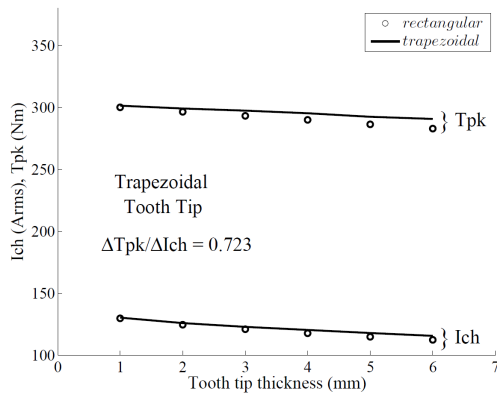 rectangular
trapezoidal
350
300
250
200
150
100
Ich (Arms), Tpk (Nm)
} Tpk
Trapezoidal
Tooth Tip
ΔTpk/ΔIch = 0.723
} Ich
0 1 2 3 4 5 6 7
Tooth tip thickness (mm)